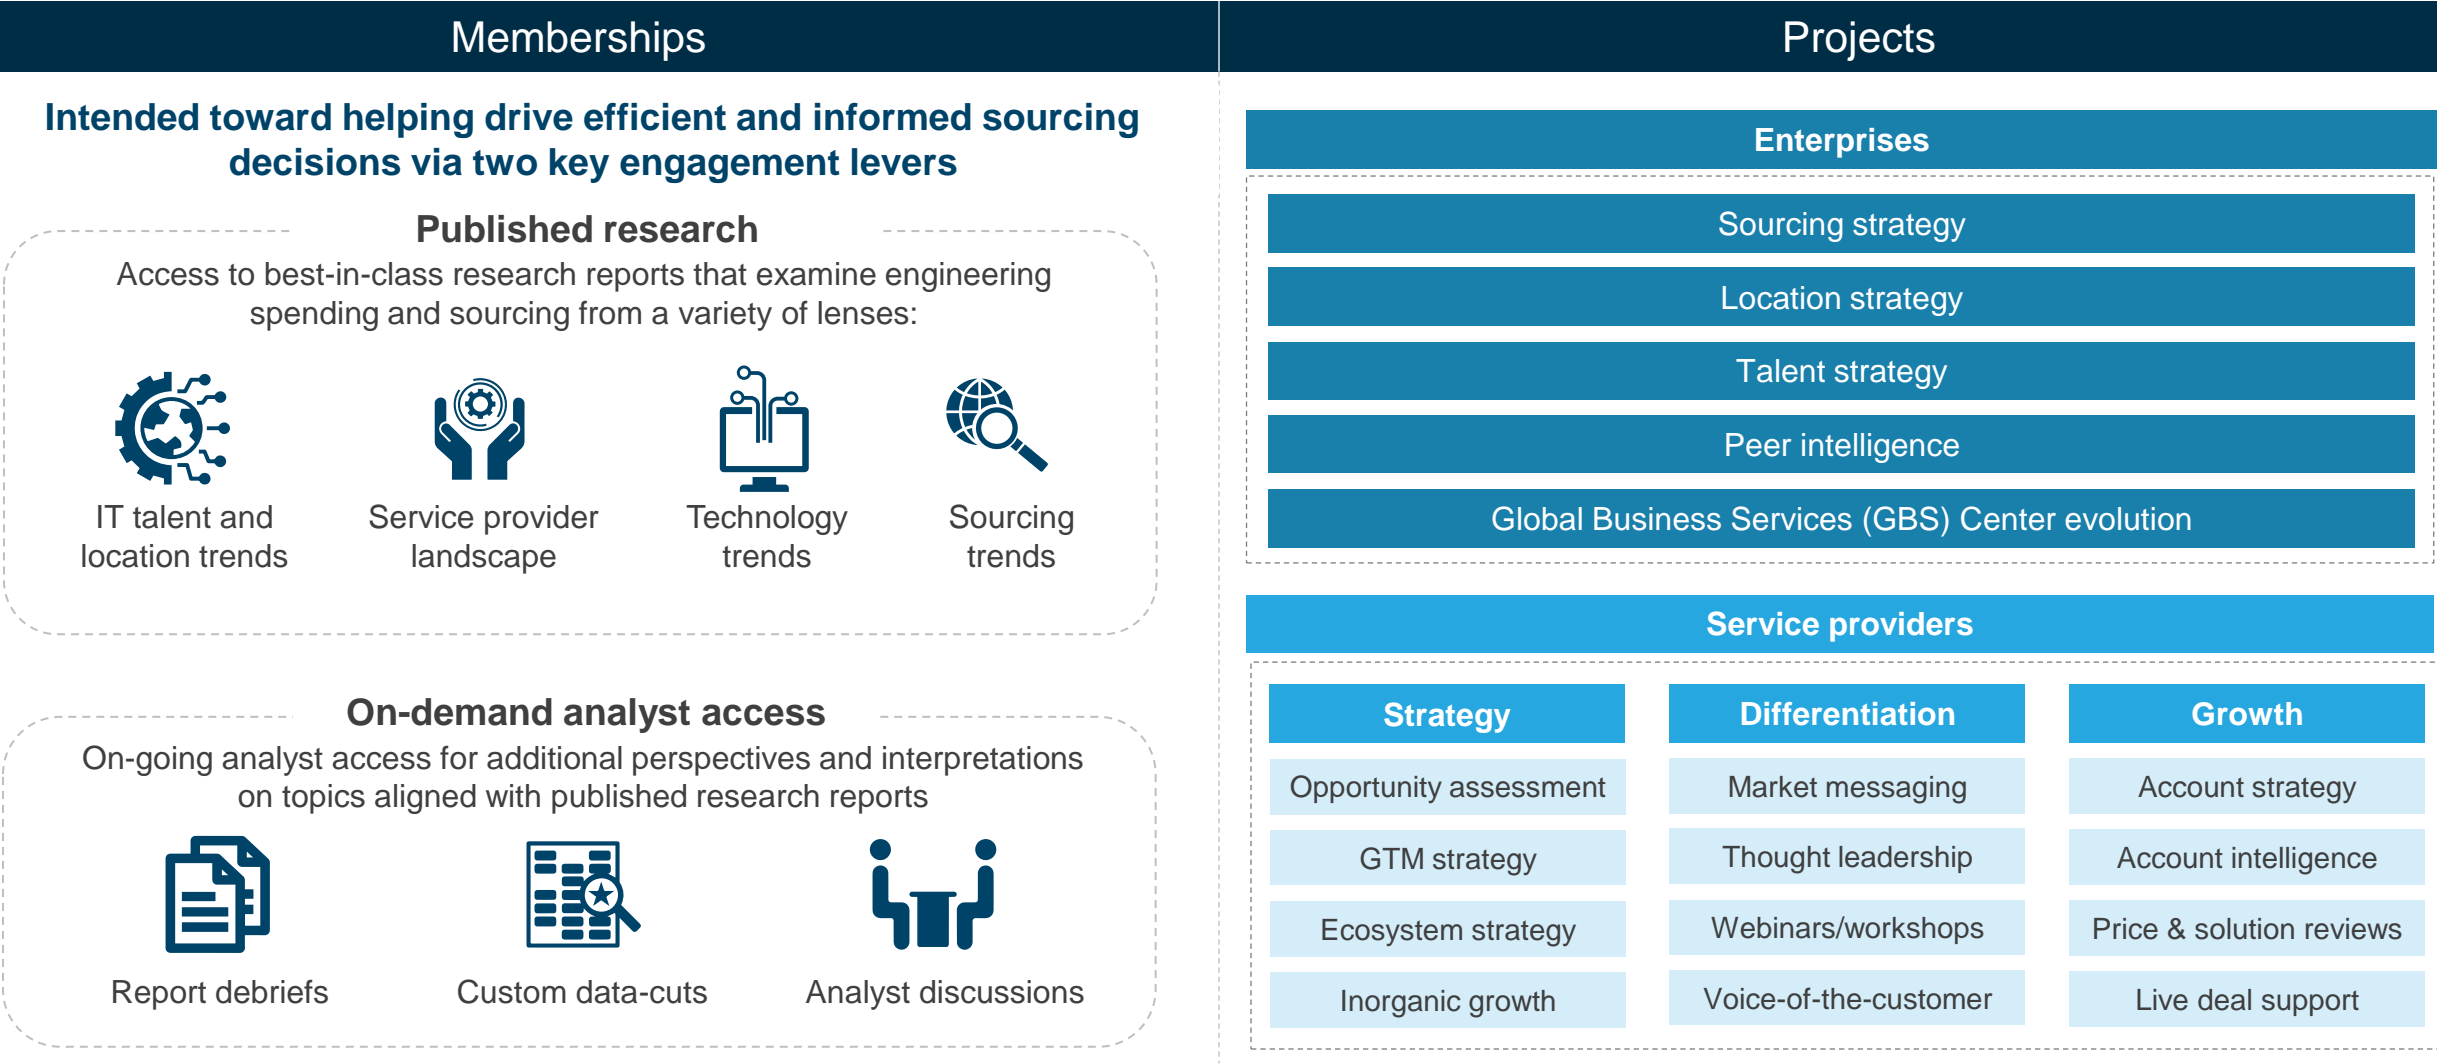 Memberships
Intended toward helping drive efficient and informed sourcing
decisions via two key engagement levers
Published research
Access to best-in-class research reports that examine engineering
spending and sourcing from a variety of lenses:
IT talent and
location trends
Service provider
landscape
Technology
trends
Sourcing
trends
On-demand analyst access
On-going analyst access for additional perspectives and interpretations
on topics aligned with published research reports
Report debriefs
Custom data-cuts
Analyst discussions
Projects
Enterprises
Sourcing strategy
Location strategy
Talent strategy
Peer intelligence
Global Business Services (GBS) Center evolution
Service providers
Strategy
Opportunity assessment
GTM strategy
Ecosystem strategy
Inorganic growth
Differentiation
Market messaging
Thought leadership
Webinars/workshops
Voice-of-the-customer
Growth
Account strategy
Account intelligence
Price & solution reviews
Live deal support